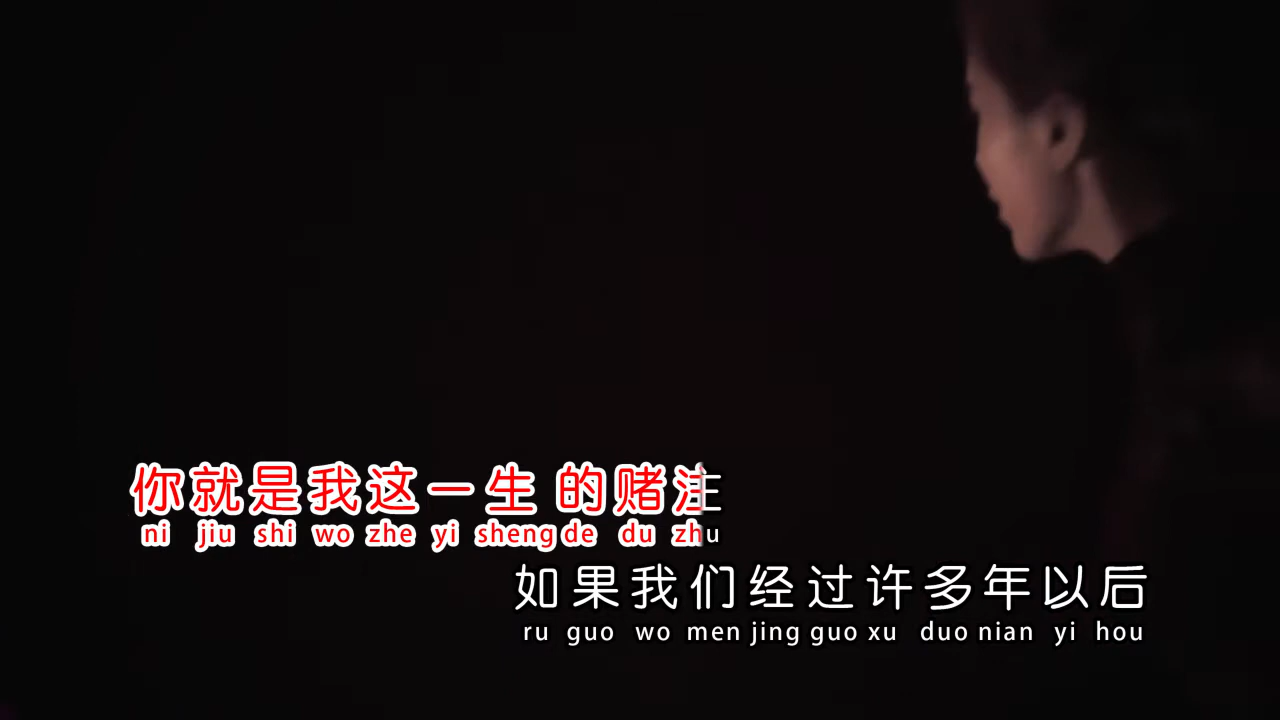 你就是我这一生 的赌注
ni jiu shi wo zhe yi sheng de du zhu
如果我们经过许多年以后
ru guo wo men jing guo xu duo nian yi hou